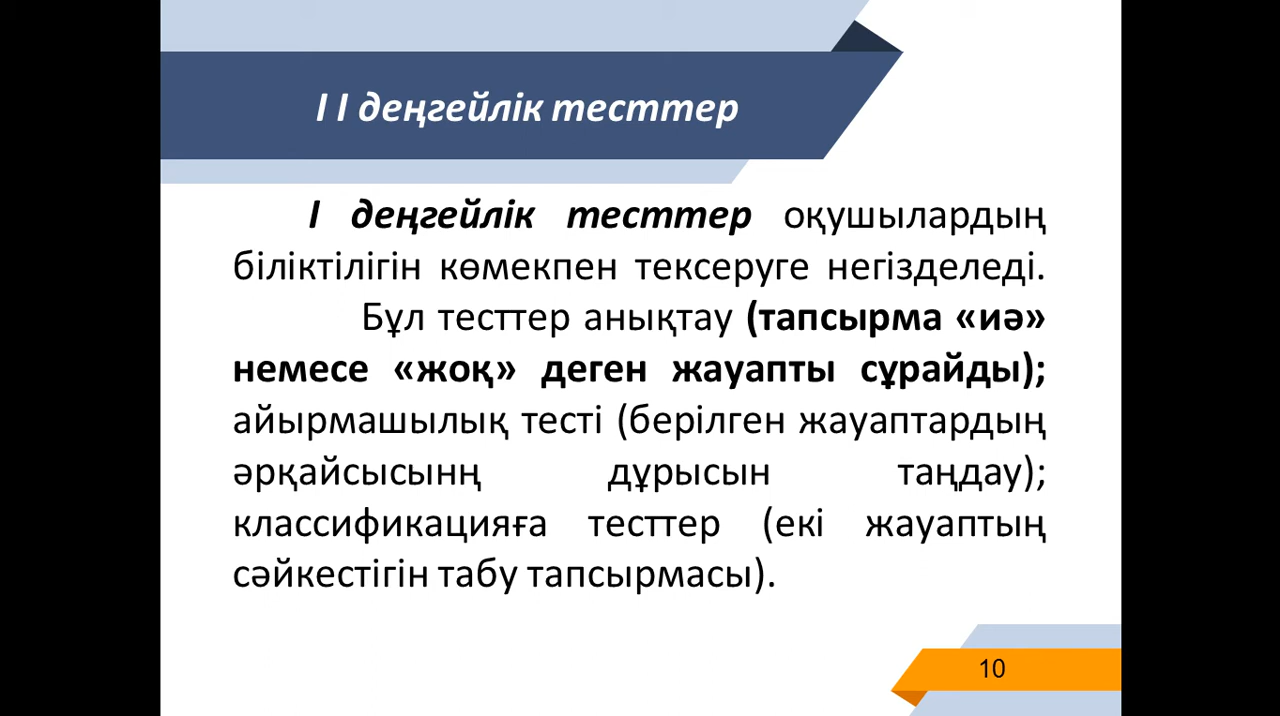 І І деңгейлік тесттер
І деңгейлік тесттер оқушылардың
біліктілігін көмекпен тексеруге негізделеді.
Бұл тесттер анықтау (тапсырма «иә»
немесе «жоқ» деген жауапты сұрайды);
айырмашылық тесті (берілген жауаптардың
әрқайсысынң дұрысын таңдау);
классификацияға тесттер (екі жауаптың
сәйкестігін табу тапсырмасы).
10